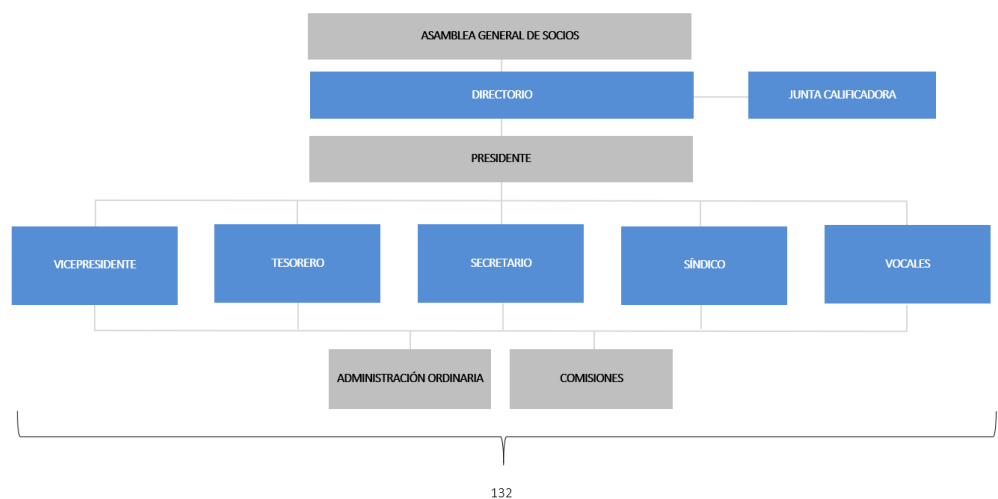 ASAMBLEA GENERAL DE SOCIOS
DIRECTORIO
JUNTA CALIFICADORA
PRESIDENTE
VICEPRESIDENTE
TESORERO
SECRETARIO
SÍNDICO
VOCALES
ADMINISTRACIÓN ORDINARIA
COMISIONES
132